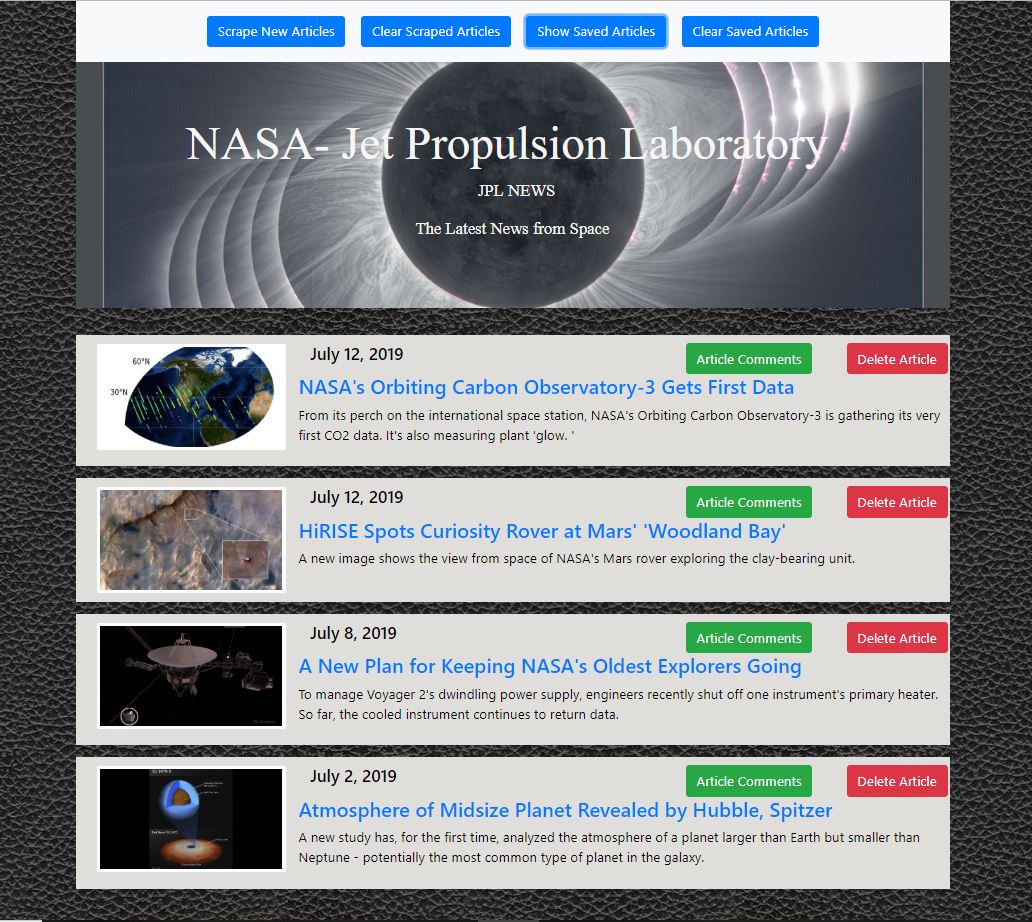 Scrape New Articles Clear Scraped Articles Show Saved Articles Clear Saved Articles
NASA- Jet Propulsion Laboratory
JPL NEWS
The Latest News from Space
60°N
30°N
July 12, 2019 Article Comments Delete Article
NASA's Orbiting Carbon Observatory-3 Gets First Data
From its perch on the international space station, NASA's Orbiting Carbon Observatory-3 is gathering its very
first CO2 data. It's also measuring plant 'glow. '
July 12, 2019 Article Comments Delete Article
HiRISE Spots Curiosity Rover at Mars' 'Woodland Bay'
A new image shows the view from space of NASA's Mars rover exploring the clay-bearing unit.
July 8, 2019 Article Comments Delete Article
A New Plan for Keeping NASA's Oldest Explorers Going
To manage Voyager 2's dwindling power supply, engineers recently shut off one instrument's primary heater.
So far, the cooled instrument continues to return data.
July 2, 2019 Article Comments Delete Article
Atmosphere of Midsize Planet Revealed by Hubble, Spitzer
A new study has, for the first time, analyzed the atmosphere of a planet larger than Earth but smaller than
Neptune - potentially the most common type of planet in the galaxy.